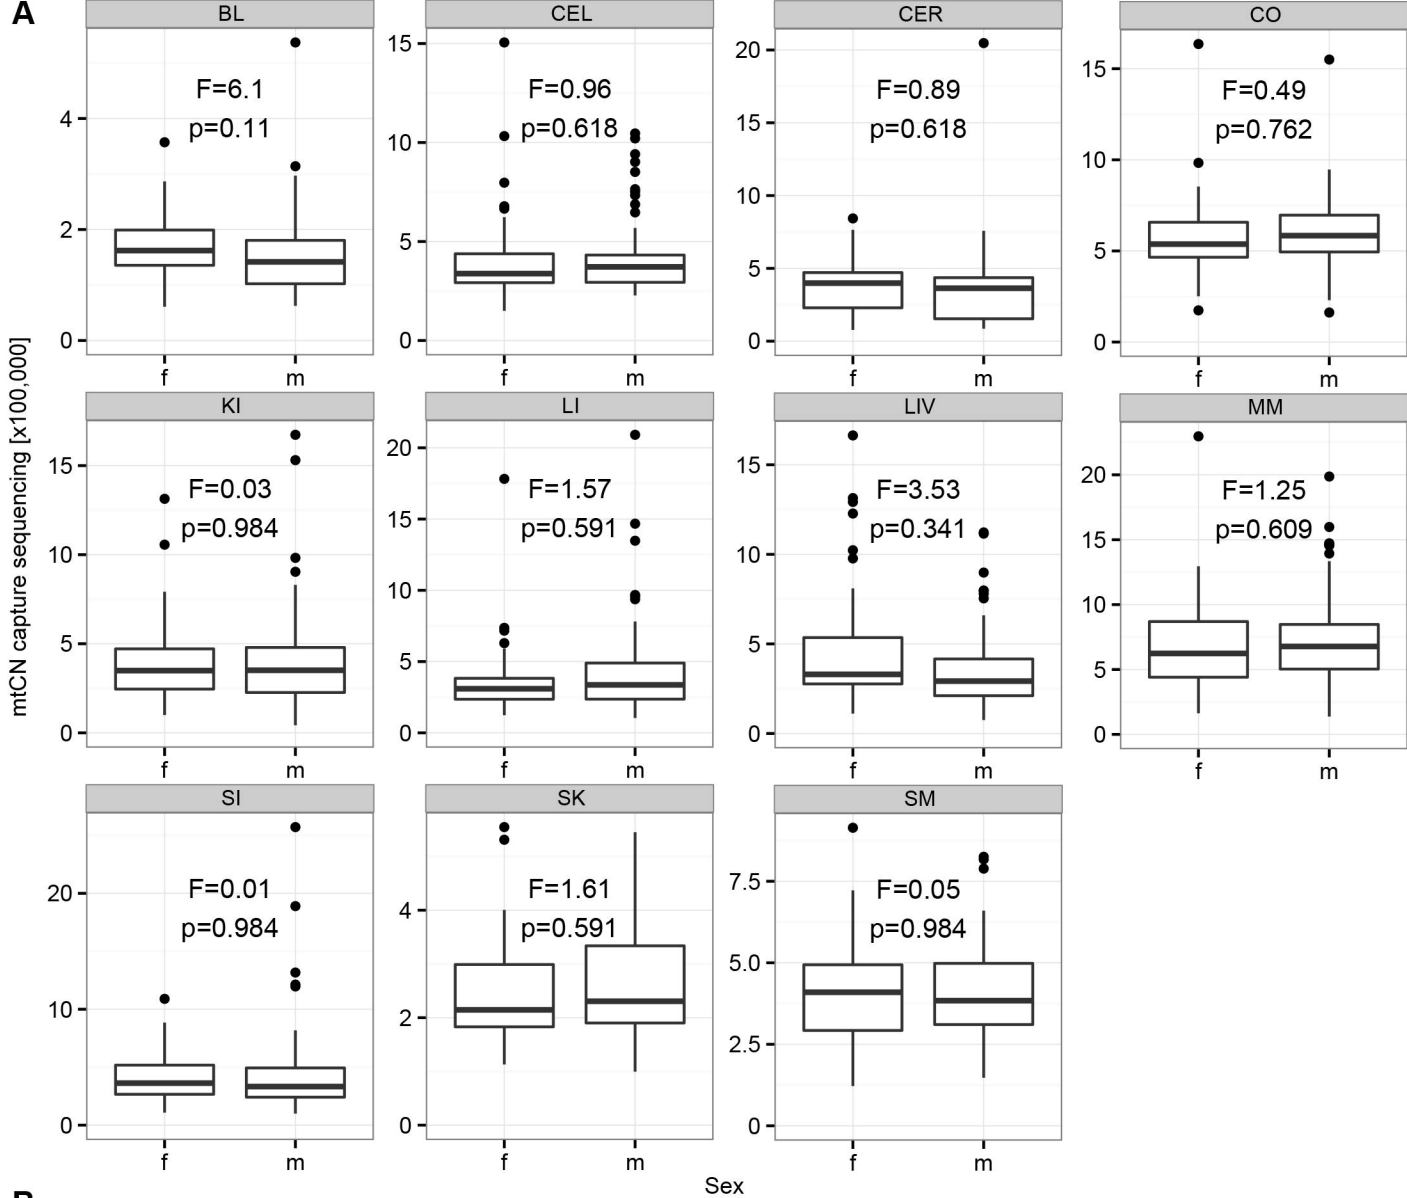 A
BL
CEL
CER
CO
F=6.1
p=0.11
F=0.96
p=0.618
F=0.89
p=0.618
F=0.49
p=0.762
4
2
0
15
10
5
0
20
15
10
5
0
15
10
5
0
f
m
f
m
f
m
f
m
mtCN capture sequencing [x100,000]
KI
LI
LIV
MM
F=0.03
p=0.984
F=1.57
p=0.591
F=3.53
p=0.341
F=1.25
p=0.609
15
10
5
0
20
15
10
5
0
15
10
5
0
20
15
10
5
0
f
m
f
m
f
m
f
m
SI
SK
SM
F=0.01
p=0.984
F=1.61
p=0.591
F=0.05
p=0.984
20
10
0
4
2
0
7.5
5.0
2.5
0
f
m
f
m
f
m
Sex